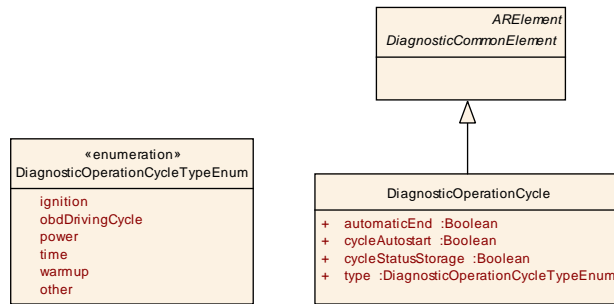 ARElement
DiagnosticCommonElement
«enumeration»
DiagnosticOperationCycleTypeEnum
ignition
obdDrivingCycle
power
time
warmup
other
DiagnosticOperationCycle
+ automaticEnd :Boolean
+ cycleAutostart :Boolean
+ cycleStatusStorage :Boolean
+ type :DiagnosticOperationCycleTypeEnum